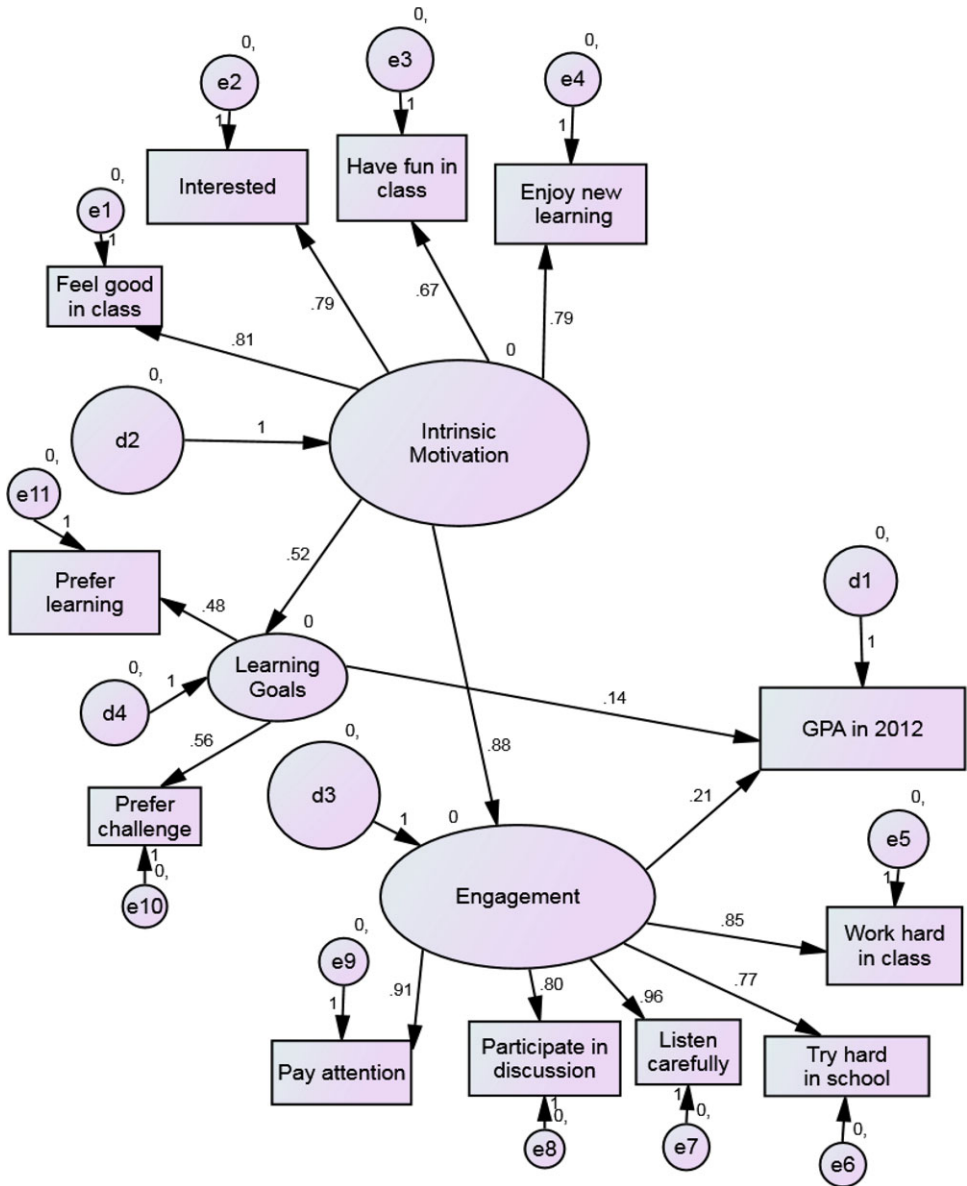 0,
e3
0,
e2
0,
e4
1
1
1
Interested
Have fun in
class
Enjoy new
learning
0,
e1
1
Feel good
in class
.81
.79
.67
.79
0
0,
d2
1
Intrinsic
Motivation
0,
e11
1
Prefer
learning
.52
.48
0
0,
d1
1
Learning
Goals
0,
d4
1
.14
GPA in 2012
.56
.88
.21
0,
d3
1
0
Prefer
challenge
1
0,
e10
Engagement
0,
e5
1
.85
Work hard
in class
0,
e9
1
.91
.80
.96
.77
Pay attention
Participate in
discussion
Listen
carefully
Try hard
in school
1
0,
e8
1
0,
e7
0,
e6